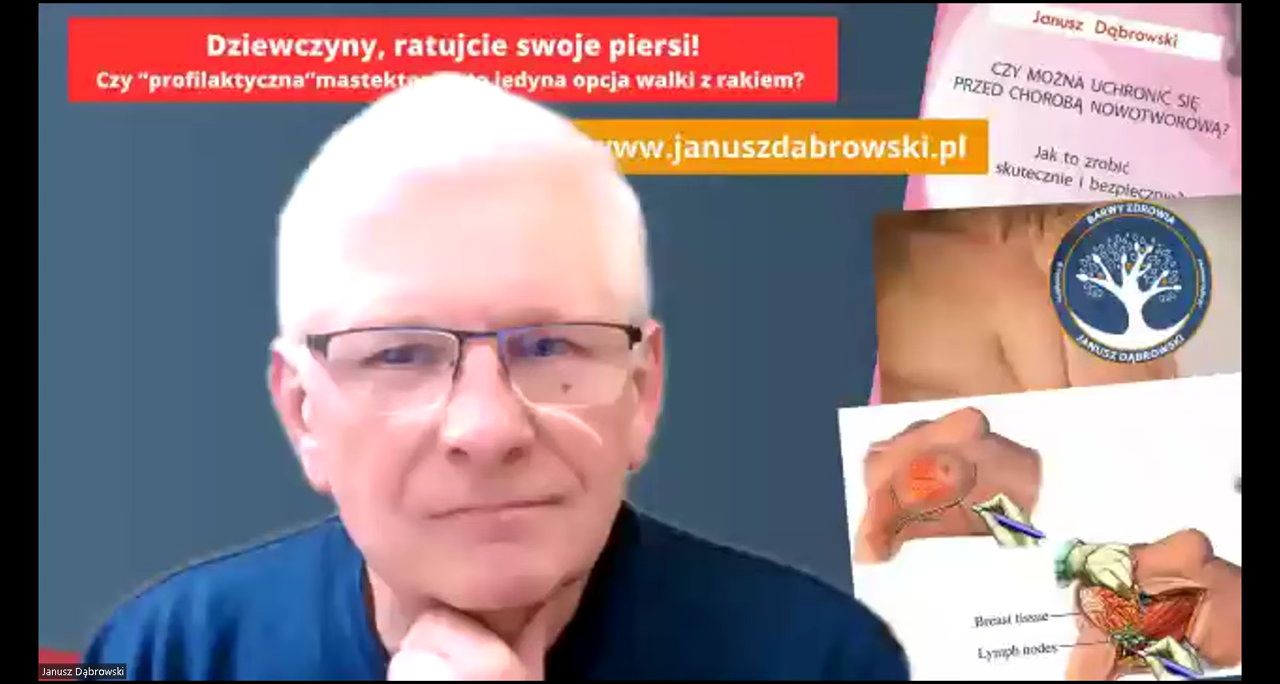 Dziewczyny, ratujcie swoje piersi!
Czy "profilaktyczna"mastekto jedyna opcja walki z rakiem?
www.januszdabrowski.pl
Janusz Dąbrowski
CZY MOŻNA UCHRONIĆ SIĘ
PRZED CHOROBĄ NOWOTWOROWĄ?
Jak to zrobić
skutecznie i bezpiecznie?
BARWY ZDROWIA
JANUSZ DĄBROWSKI
Breast tissue
Lymph nodes
Janusz Dąbrowski